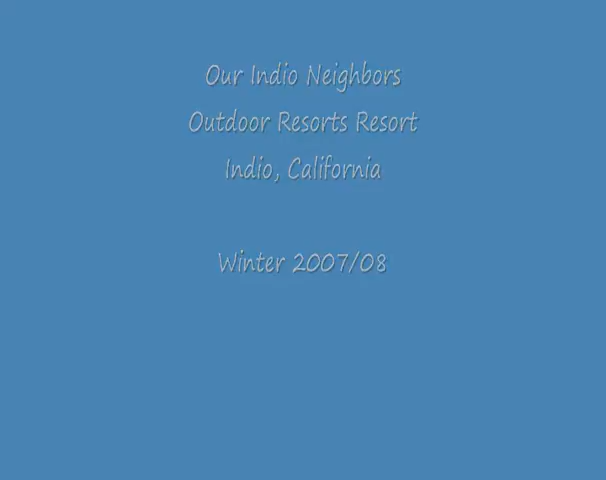 Our Indio Neighbors
Outdoor Resorts Resort
Indio, California
Winter 2007/08